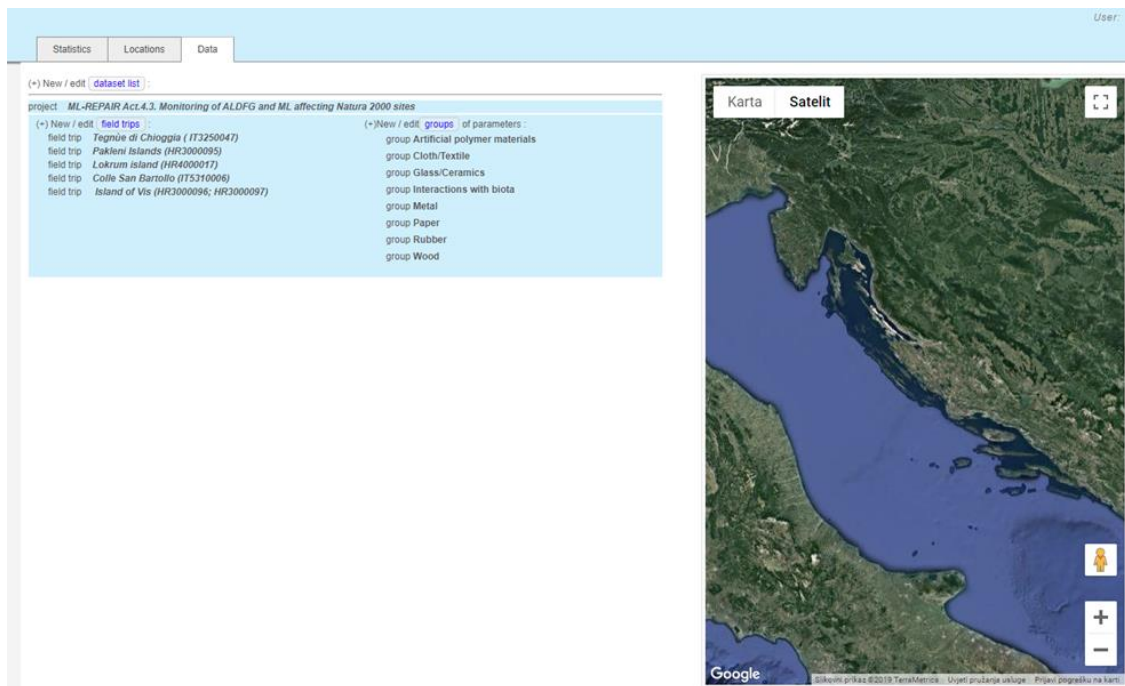 User:
Statistics
Locations
Data
(+) New / edit dataset list :
project ML-REPAIR Act.4.3. Monitoring of ALDFG and ML affecting Natura 2000 sites
(+) New / edit field trips :
field trip Tegnùe di Chioggia ( IT3250047)
field trip Pakleni Islands (HR3000095)
field trip Lokrum island (HR4000017)
field trip Colle San Bartollo (IT5310006)
field trip Island of Vis (HR3000096; HR3000097)
(+)New / edit groups of parameters :
group Artificial polymer materials
group Cloth/Textile
group Glass/Ceramics
group Interactions with biota
group Metal
group Paper
group Rubber
group Wood
Karta Satelit
+
−
Google
Slikovni prikaz ©2019 TerraMetrics Uvjeti pružanja usluge Prijavi pogrešku na karti